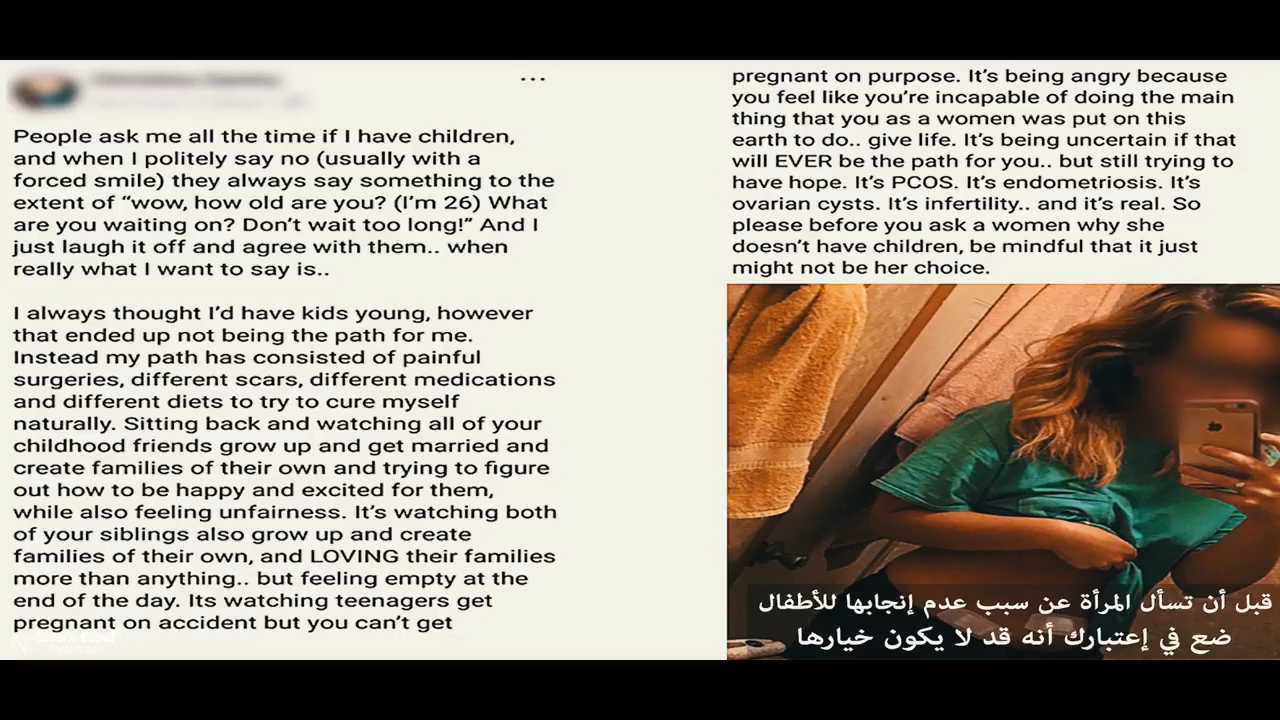 People ask me all the time if I have children,
and when I politely say no (usually with a
forced smile) they always say something to the
extent of “wow, how old are you? (I’m 26) What
are you waiting on? Don’t wait too long!” And I
just laugh it off and agree with them.. when
really what I want to say is..
I always thought I’d have kids young, however
that ended up not being the path for me.
Instead my path has consisted of painful
surgeries, different scars, different medications
and different diets to try to cure myself
naturally. Sitting back and watching all of your
childhood friends grow up and get married and
create families of their own and trying to figure
out how to be happy and excited for them,
while also feeling unfairness. It’s watching both
of your siblings also grow up and create
families of their own, and LOVING their families
more than anything.. but feeling empty at the
end of the day. Its watching teenagers get
pregnant on accident but you can’t get
pregnant on purpose. It’s being angry because
you feel like you’re incapable of doing the main
thing that you as a women was put on this
earth to do.. give life. It’s being uncertain if that
will EVER be the path for you.. but still trying to
have hope. It’s PCOS. It’s endometriosis. It’s
ovarian cysts. It’s infertility.. and it’s real. So
please before you ask a women why she
doesn’t have children, be mindful that it just
might not be her choice.
قبل أن تسأل المرأة عن سبب عدم إنجابها للأطفال
ضع في إعتبارك أنه قد لا يكون خيارها